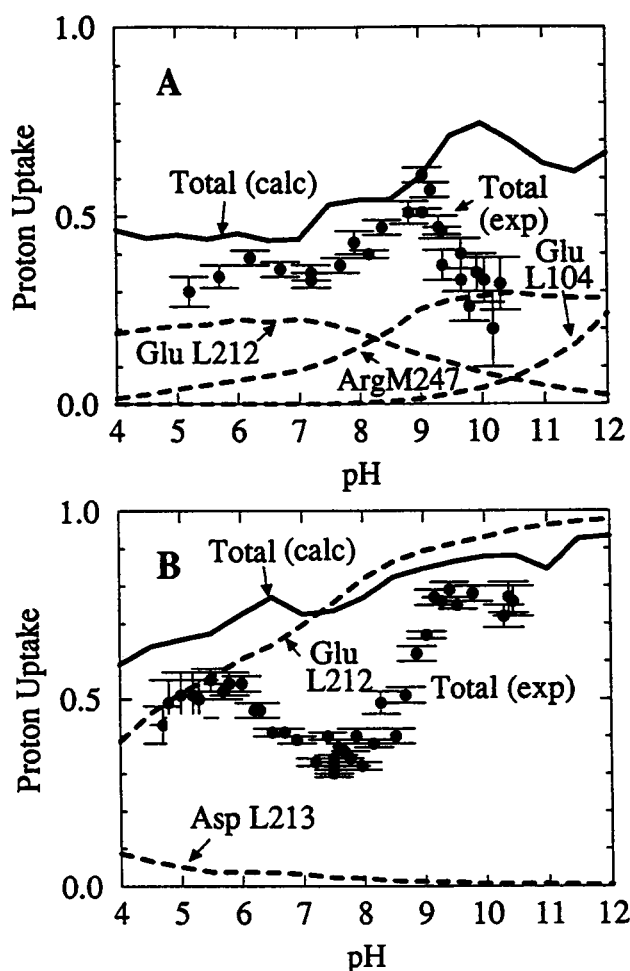 1.0
A
Total (calc)
Total
(exp)
0.5
Glu
L104
Glu L212
ArgM247
0.0
4 5 6 7 8 9 10 11 12
pH
Proton Uptake
1.0
B
Total (calc)
Glu
L212
0.5
Total (exp)
Asp L213
0.0
4 5 6 7 8 9 10 11 12
pH
Proton Uptake